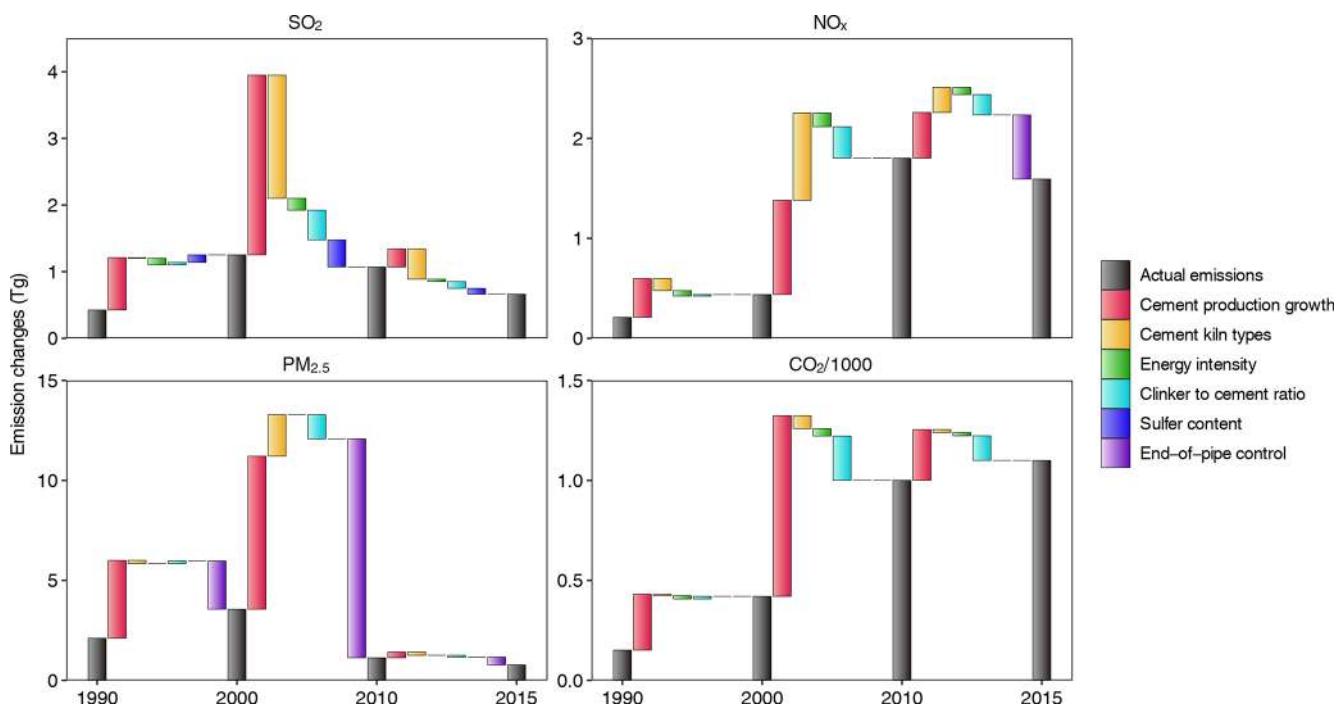 SO₂
NOₓ
4
3
2
1
0
3
2
1
0
Emission changes (Tg)
PM₂.₅
CO₂/1000
15
10
5
0
1.5
1.0
0.5
0.0
1990
2000
2010
2015
1990
2000
2010
2015
Actual emissions
Cement production growth
Cement kiln types
Energy intensity
Clinker to cement ratio
Sulfer content
End–of–pipe control